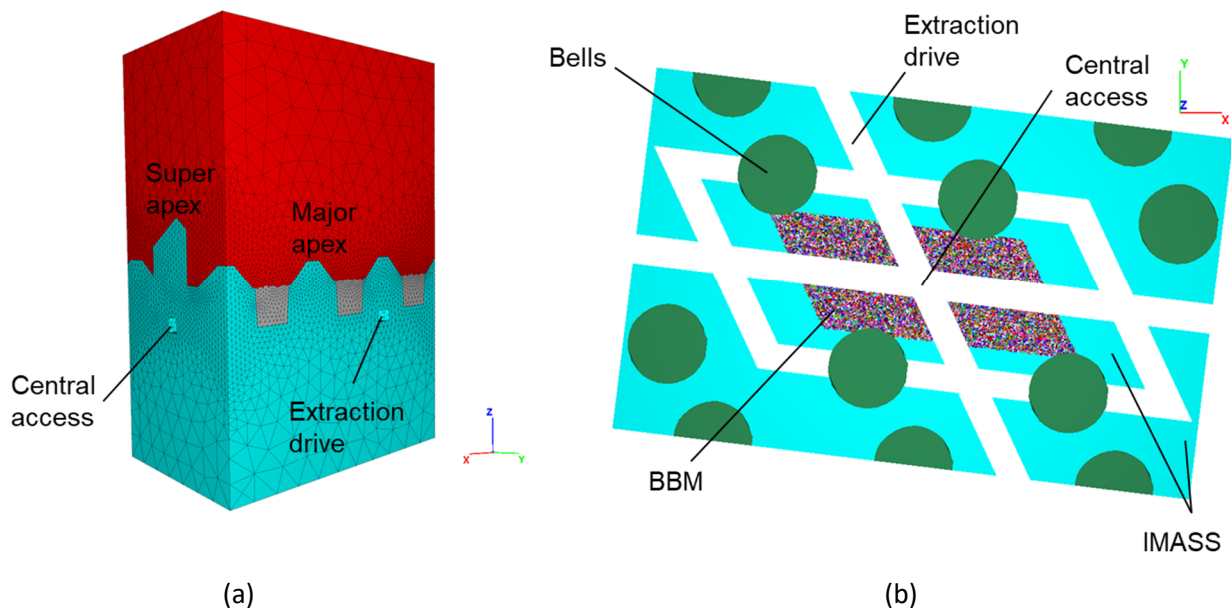 Super
apex
Major
apex
Central
access
Extraction
drive
Z
X
Y
(a)
Bells
Extraction
drive
Central
access
Y
Z
X
BBM
IMASS
(b)